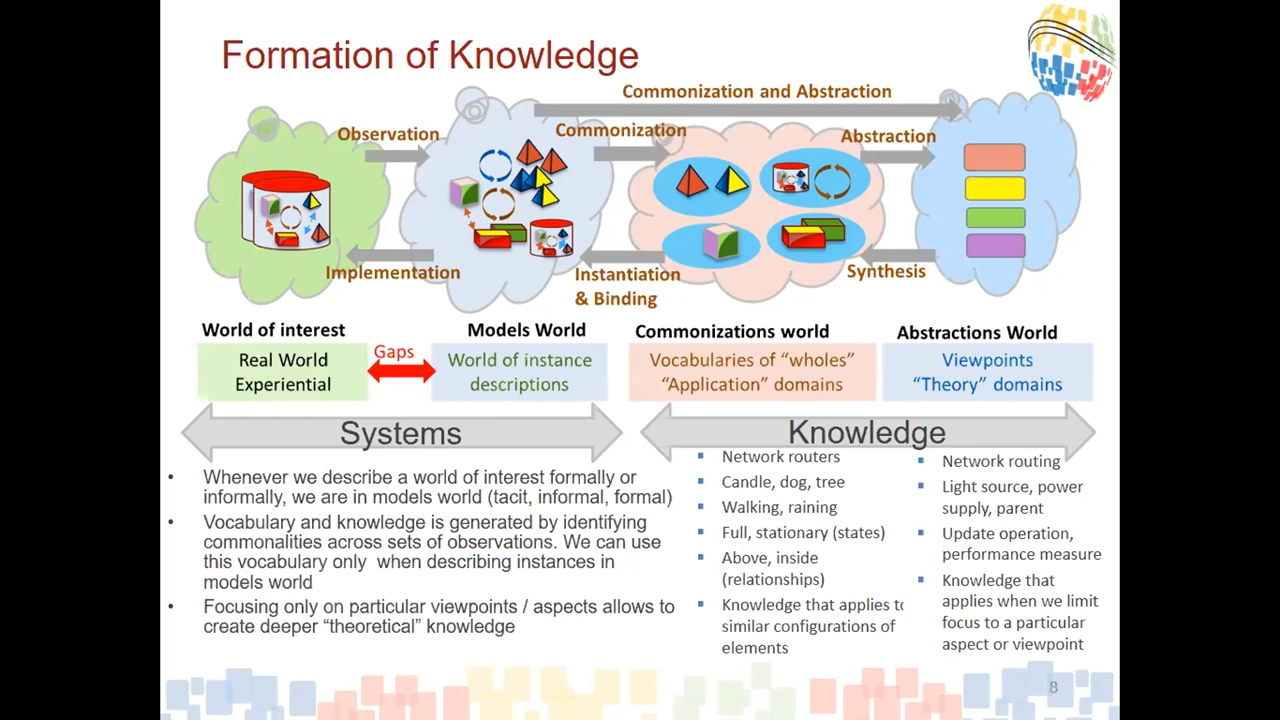 Formation of Knowledge
Commonization and Abstraction
Observation
Commonization
Abstraction
Implementation
Instantiation
& Binding
Synthesis
World of interest
Models World
Commonizations world
Abstractions World
Real World
Experiential
Gaps
World of instance
descriptions
Vocabularies of “wholes”
“Application” domains
Viewpoints
“Theory” domains
Systems
Knowledge
• Whenever we describe a world of interest formally or
informally, we are in models world (tacit, informal, formal)
• Vocabulary and knowledge is generated by identifying
commonalities across sets of observations. We can use
this vocabulary only when describing instances in
models world
• Focusing only on particular viewpoints / aspects allows to
create deeper “theoretical” knowledge
▪ Network routers
▪ Candle, dog, tree
▪ Walking, raining
▪ Full, stationary (states)
▪ Above, inside
(relationships)
▪ Knowledge that applies to
similar configurations of
elements
▪ Network routing
▪ Light source, power
supply, parent
▪ Update operation,
performance measure
▪ Knowledge that
applies when we limit
focus to a particular
aspect or viewpoint
8